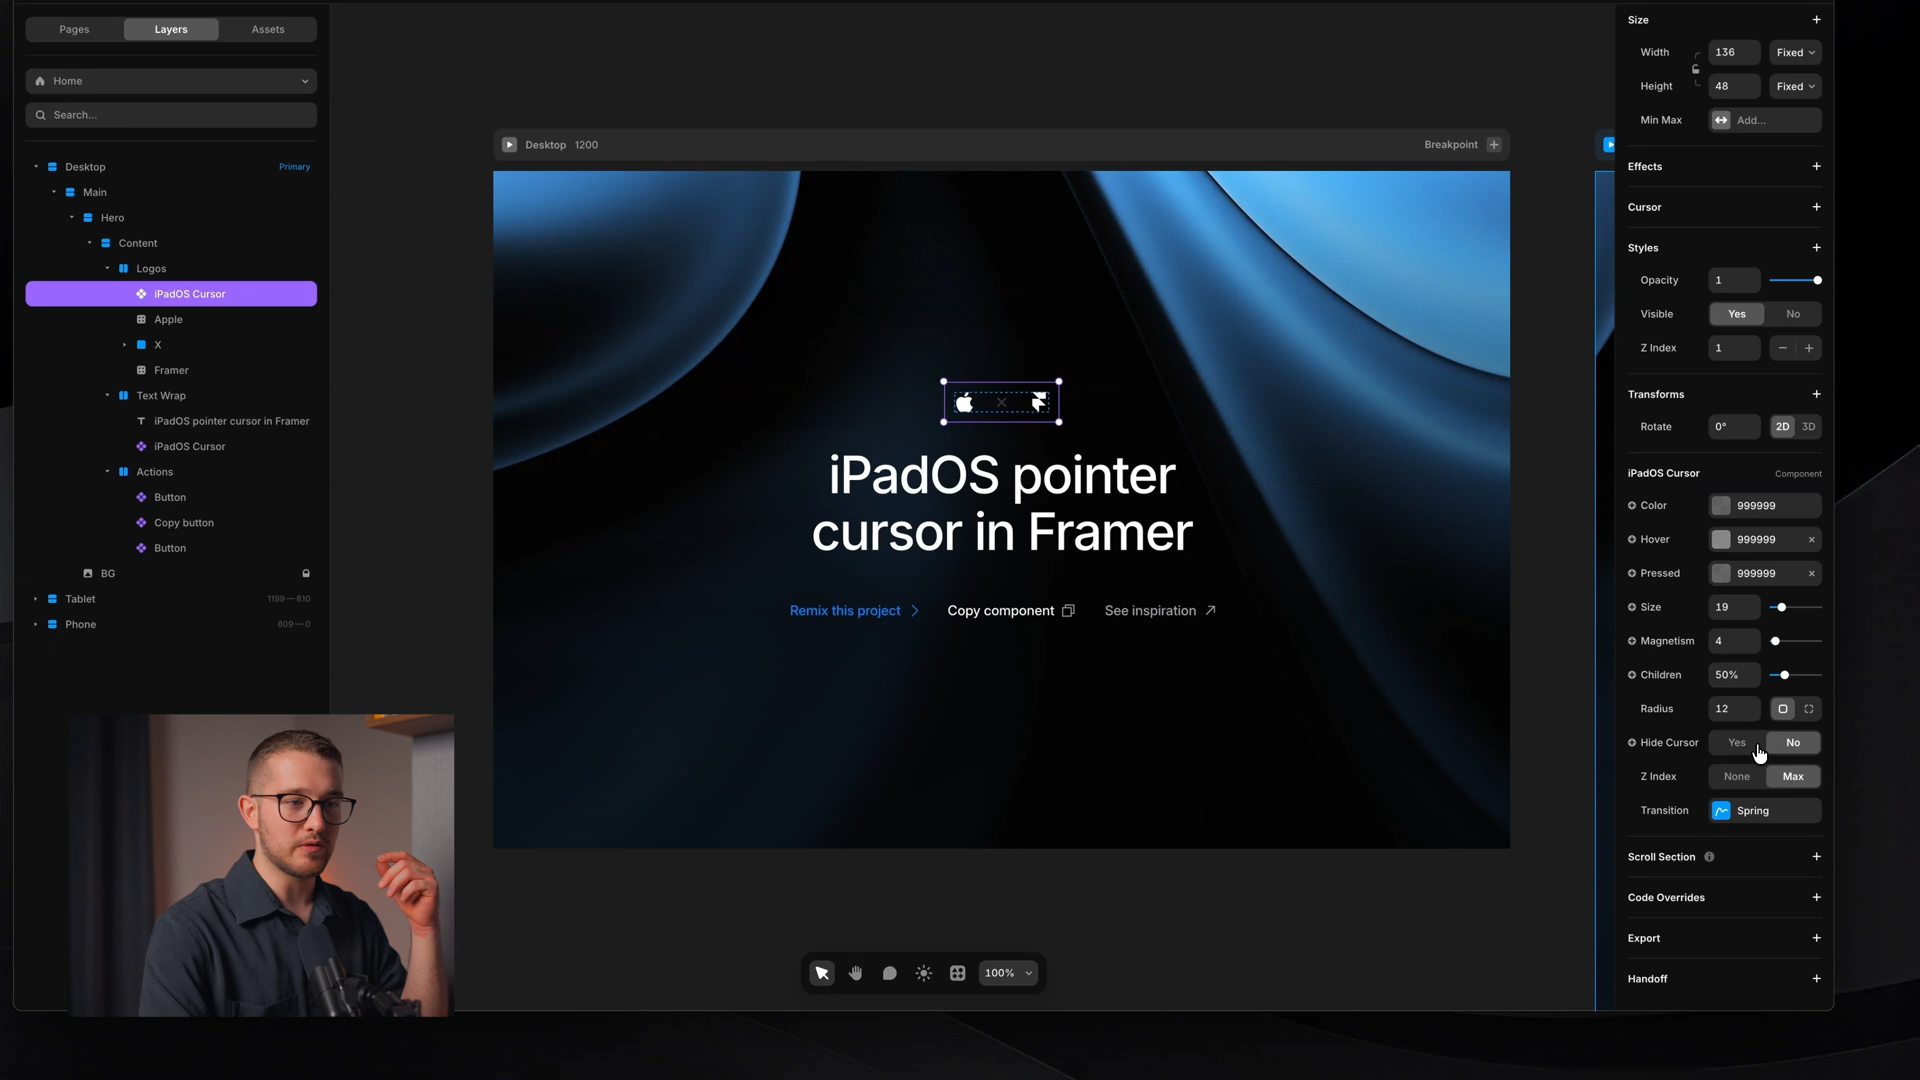 Pages
Layers
Assets
Home
Search...
Desktop
Primary
Main
Hero
Content
Logos
iPadOS Cursor
Apple
X
Framer
Text Wrap
iPadOS pointer cursor in Framer
iPadOS Cursor
Actions
Button
Copy button
Button
BG
Tablet
1199—810
Phone
809—0
Desktop 1200
Breakpoint
iPadOS pointer
cursor in Framer
Remix this project
Copy component
See inspiration
100%
Size
Width 136 Fixed
Height 48 Fixed
Min Max Add...
Effects
Cursor
Styles
Opacity 1
Visible Yes No
Z Index 1
Transforms
Rotate 0° 2D 3D
iPadOS Cursor Component
Color 999999
Hover 999999
Pressed 999999
Size 19
Magnetism 4
Children 50%
Radius 12
Hide Cursor Yes No
Z Index None Max
Transition Spring
Scroll Section
Code Overrides
Export
Handoff